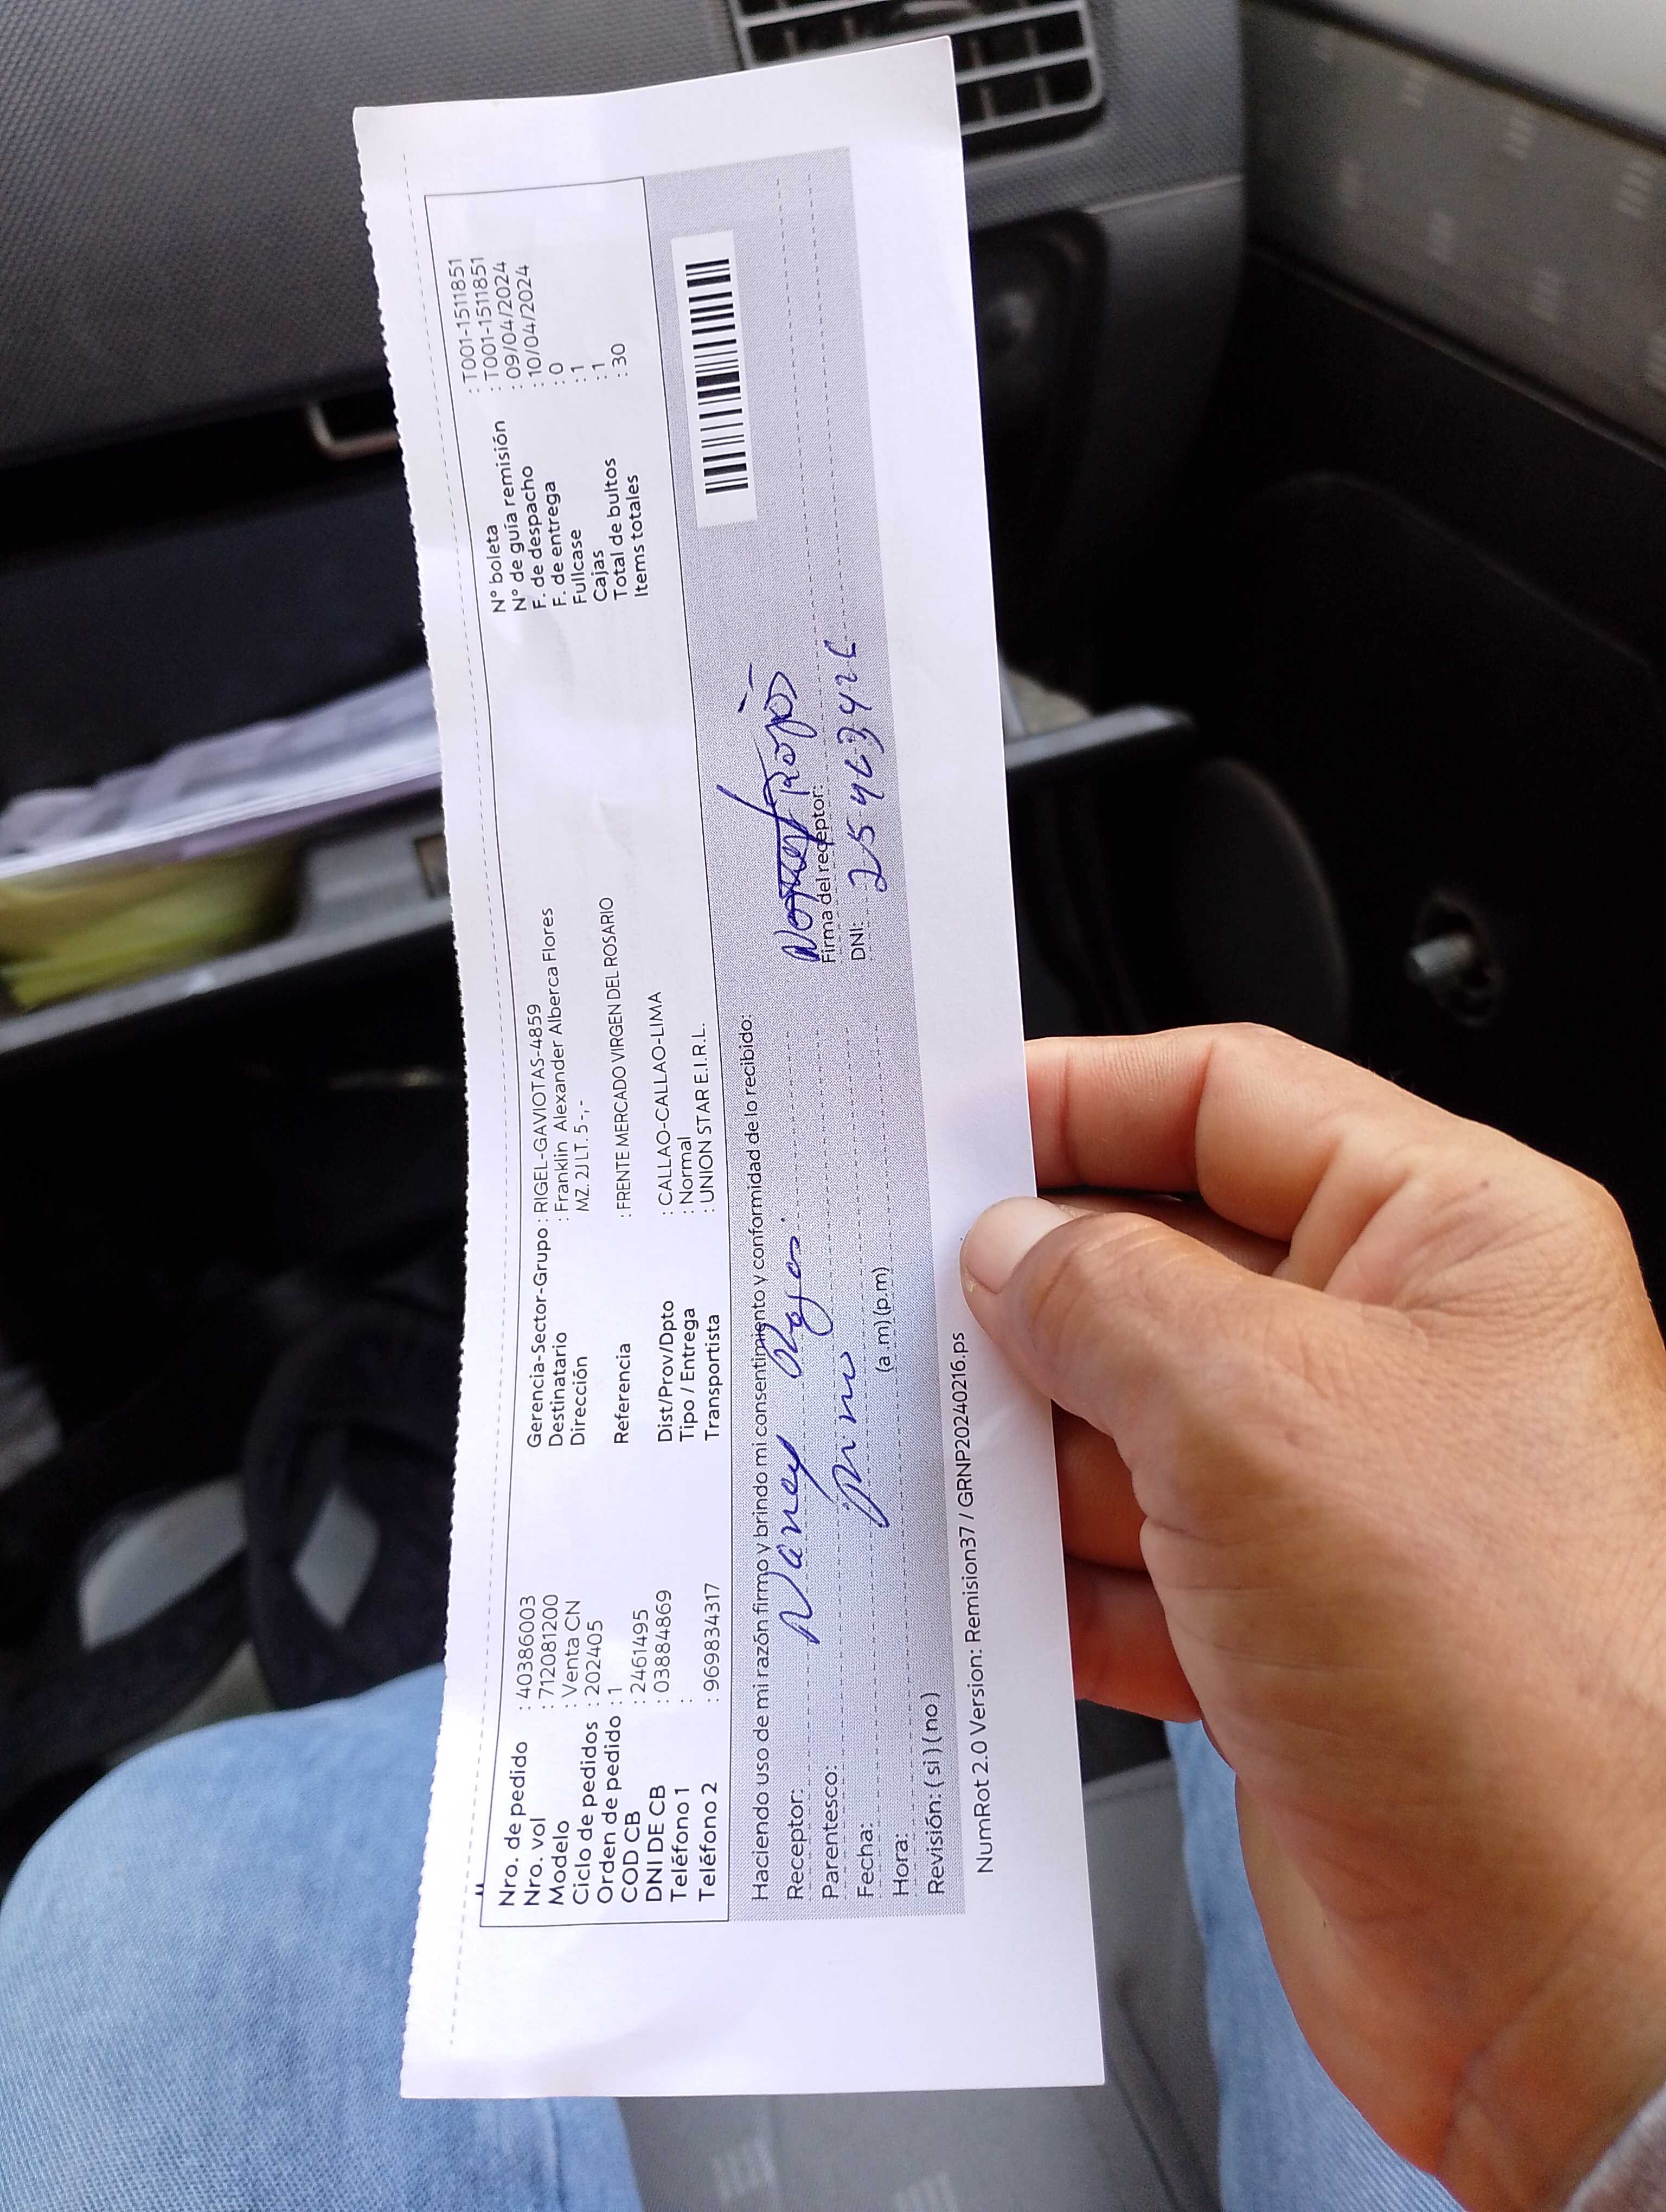 Nro. de pedido : 40386003
Nro. vol : 712081200
Modelo : Venta CN
Ciclo de pedidos : 202405
Orden de pedido : 1
COD CB : 2461495
DNI DE CB : 03884869
Teléfono 1 :
Teléfono 2 : 969834317
Gerencia-Sector-Grupo : RIGEL-GAVIOTAS-4859
Destinatario : Franklin Alexander Alberca Flores
Dirección MZ. 2J LT. 5 -,-
Referencia : FRENTE MERCADO VIRGEN DEL ROSARIO
Dist/Prov/Dpto : CALLAO-CALLAO-LIMA
Tipo / Entrega : Normal
Transportista : UNION STAR E.I.R.L.
N° boleta : T001-1511851
N° de guía remisión : T001-1511851
F. de despacho : 09/04/2024
F. de entrega : 10/04/2024
Fullcase : 0
Cajas : 1
Total de bultos : 1
Items totales : 30
Haciendo uso de mi razón firmo y brindo mi consentimiento y conformidad de lo recibido:
Receptor: Nancy Rojas.
Parentesco: prima
Fecha:
Hora: (a.m) (p.m)
Revisión: ( si ) ( no )
Rojas
Firma del receptor:
DNI:
NumRot 2.0 Version: Remision37 / GRNP20240216.ps